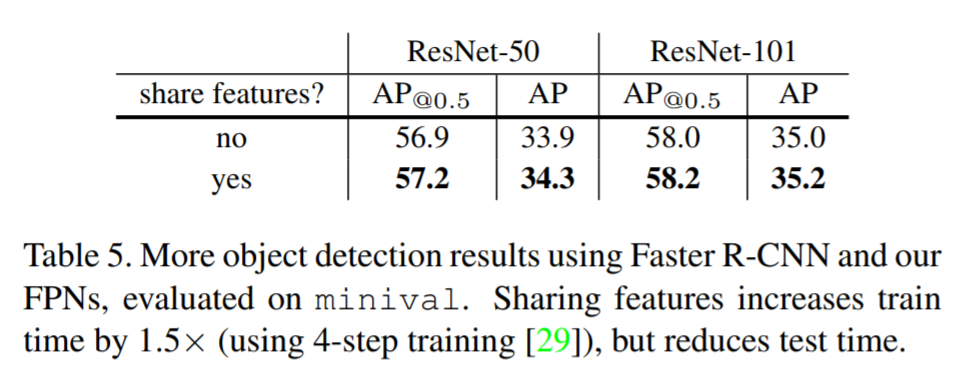 ResNet-50 ResNet-101
share features? AP@0.5 AP AP@0.5 AP
no 56.9 33.9 58.0 35.0
yes 57.2 34.3 58.2 35.2
Table 5. More object detection results using Faster R-CNN and our
FPNs, evaluated on minival. Sharing features increases train
time by 1.5× (using 4-step training [29]), but reduces test time.